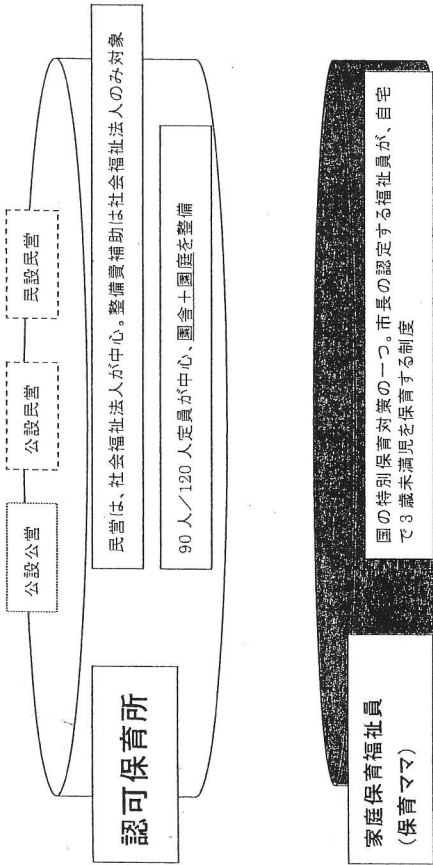 公設公営
公設民営
民設民営
認可保育所
民営は、社会福祉法人が中心。整備費補助は社会福祉法人のみ対象
90人／120人定員が中心、園舎＋園庭を整備
家庭保育福祉員
(保育ママ)
国の特別保育対策の一つ。市長の認定する福祉員が、自宅
で3歳未満児を保育する制度